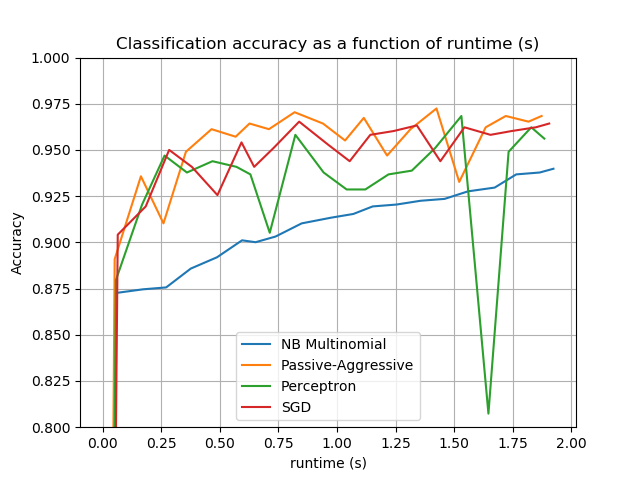 Classification accuracy as a function of runtime (s)
1.000
0.975
0.950
0.925
0.900
0.875
0.850
0.825
0.800
Accuracy
NB Multinomial
Passive-Aggressive
Perceptron
SGD
0.00 0.25 0.50 0.75 1.00 1.25 1.50 1.75 2.00
runtime (s)